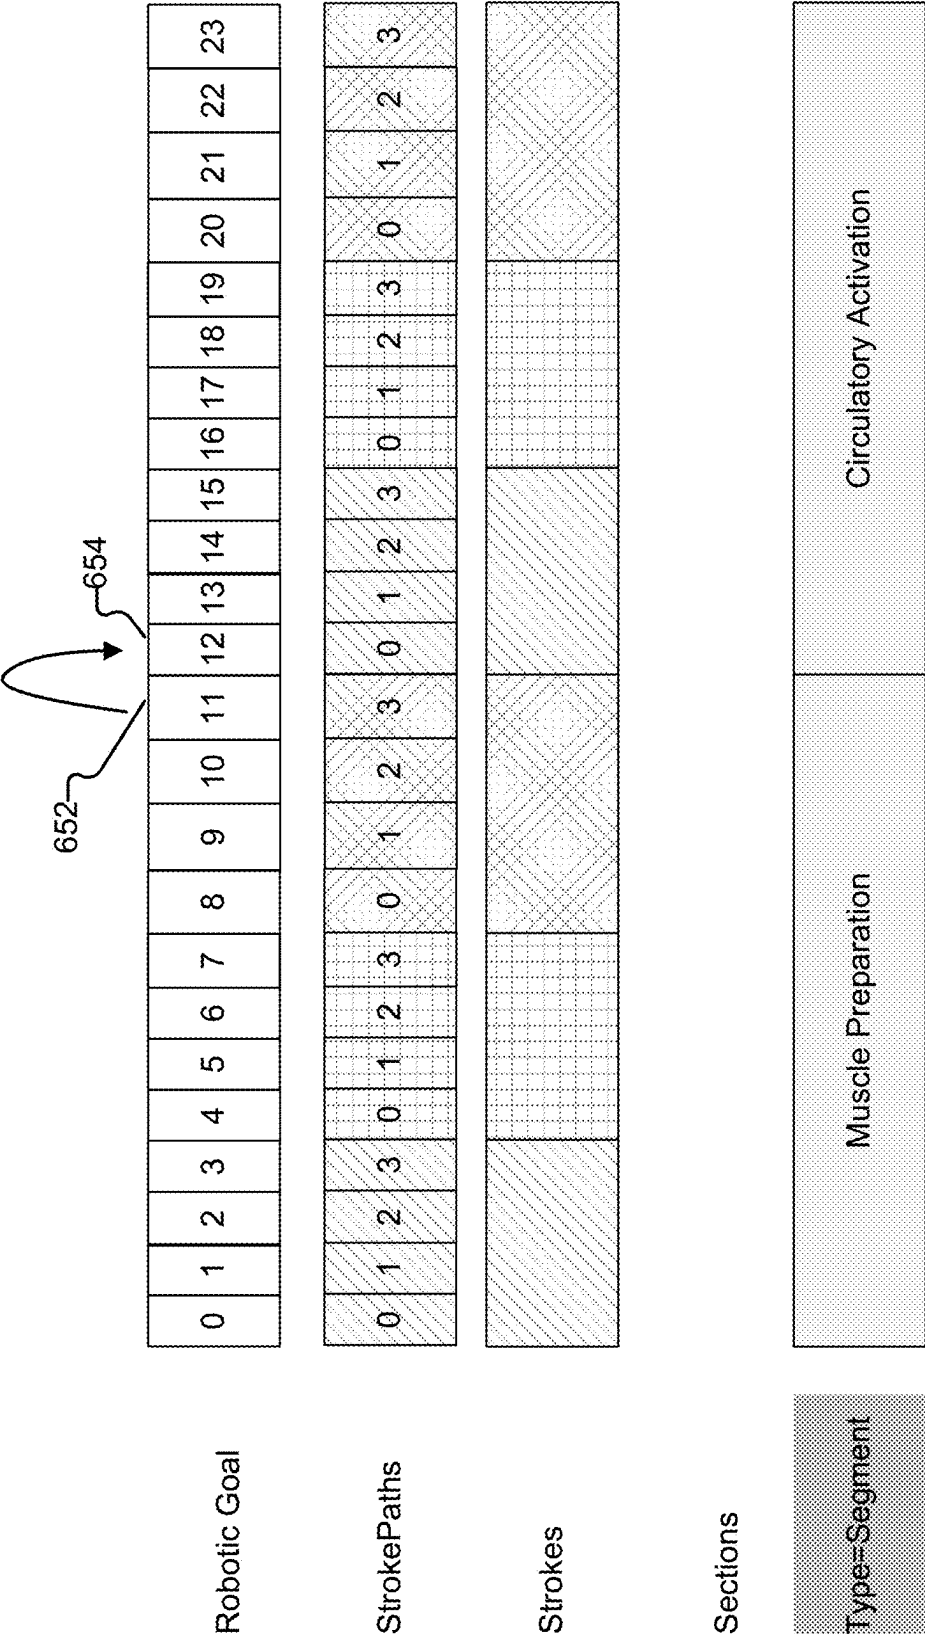 652 654
Robotic Goal 0 1 2 3 4 5 6 7 8 9 10 11 12 13 14 15 16 17 18 19 20 21 22 23
StrokePaths 0 1 2 3 0 1 2 3 0 1 2 3 0 1 2 3 0 1 2 3 0 1 2 3
Strokes
Sections
Type=Segment Muscle Preparation Circulatory Activation